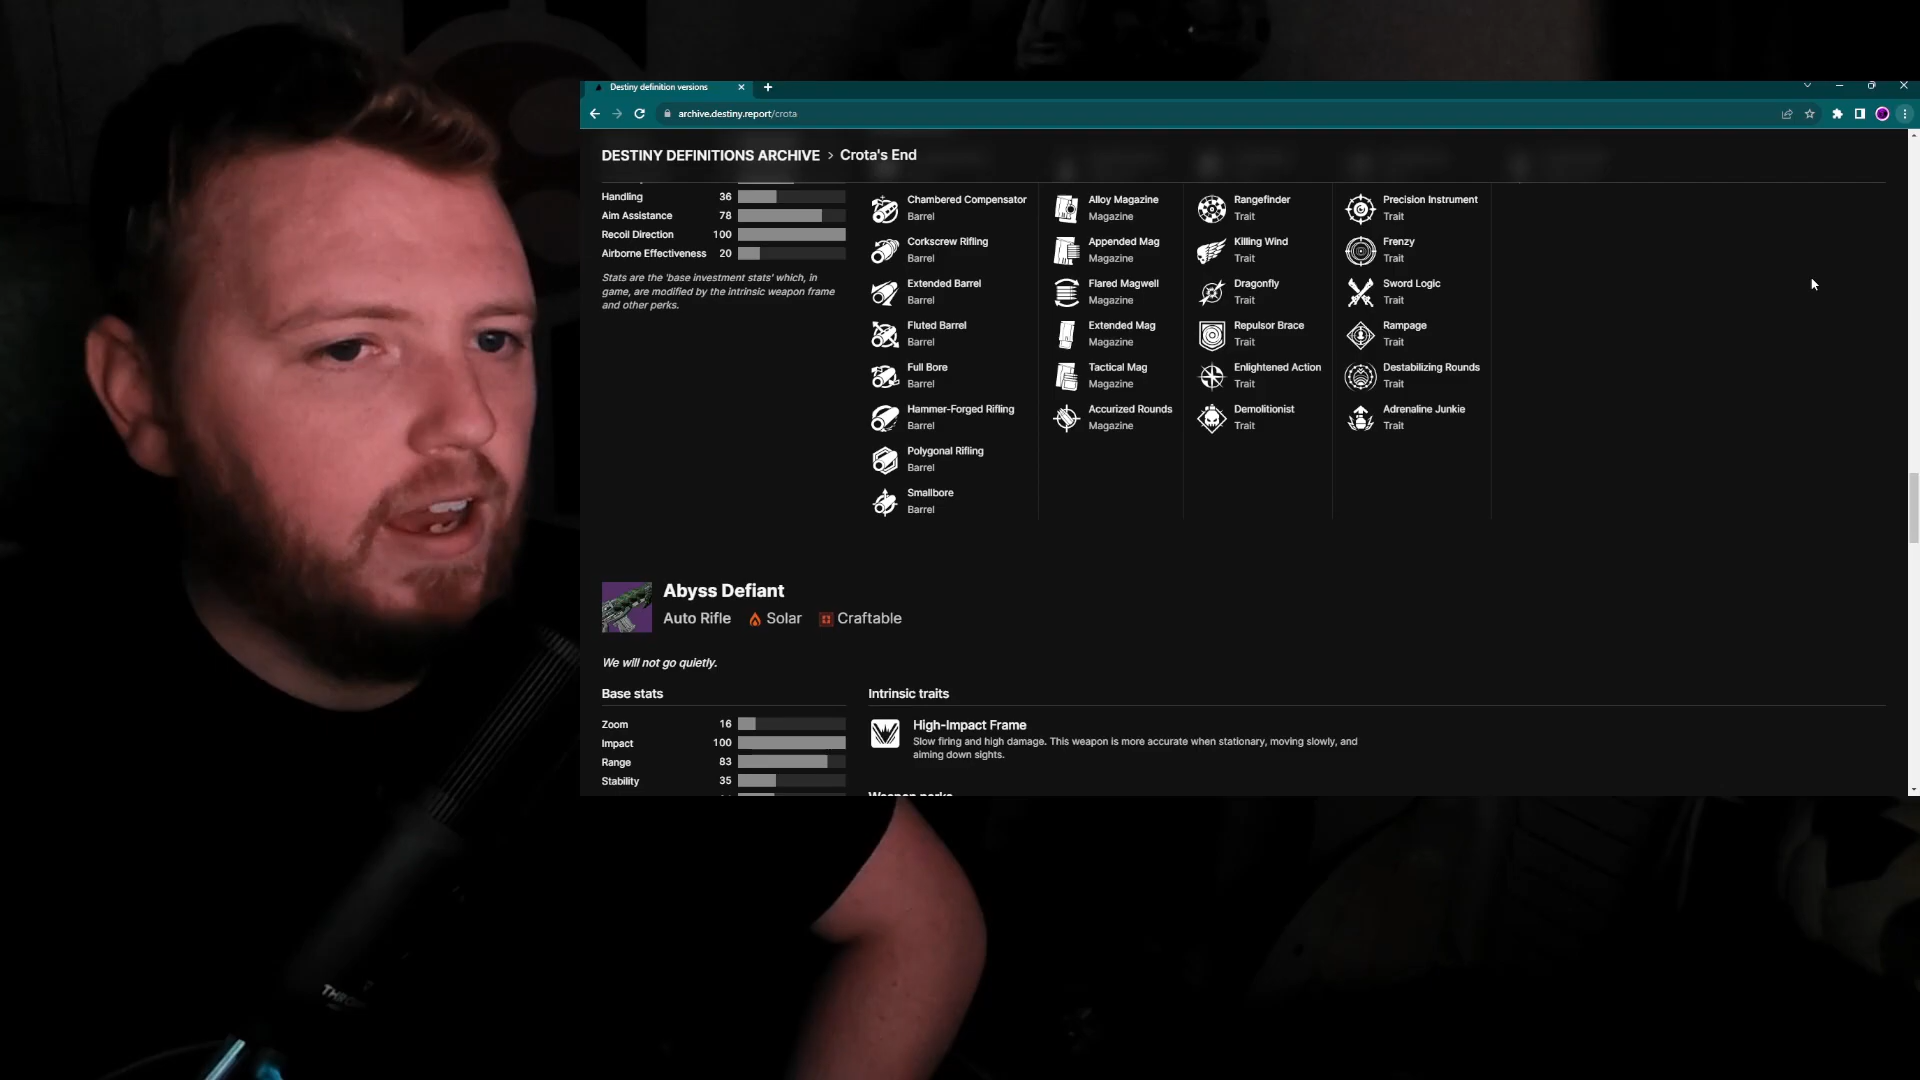 Destiny definition versions
archive.destiny.report/crota
DESTINY DEFINITIONS ARCHIVE > Crota's End
Handling 36
Aim Assistance 78
Recoil Direction 100
Airborne Effectiveness 20
Stats are the 'base investment stats' which, in
game, are modified by the intrinsic weapon frame
and other perks.
Chambered Compensator
Barrel
Corkscrew Rifling
Barrel
Extended Barrel
Barrel
Fluted Barrel
Barrel
Full Bore
Barrel
Hammer-Forged Rifling
Barrel
Polygonal Rifling
Barrel
Smallbore
Barrel
Alloy Magazine
Magazine
Appended Mag
Magazine
Flared Magwell
Magazine
Extended Mag
Magazine
Tactical Mag
Magazine
Accurized Rounds
Magazine
Rangefinder
Trait
Killing Wind
Trait
Dragonfly
Trait
Repulsor Brace
Trait
Enlightened Action
Trait
Demolitionist
Trait
Precision Instrument
Trait
Frenzy
Trait
Sword Logic
Trait
Rampage
Trait
Destabilizing Rounds
Trait
Adrenaline Junkie
Trait
Abyss Defiant
Auto Rifle Solar Craftable
We will not go quietly.
Base stats
Zoom 16
Impact 100
Range 83
Stability 35
Intrinsic traits
High-Impact Frame
Slow firing and high damage. This weapon is more accurate when stationary, moving slowly, and
aiming down sights.